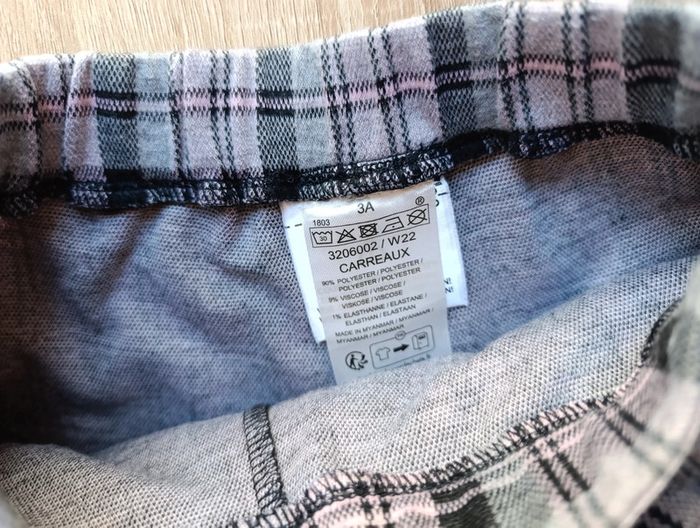 3A
1803
®
30
3206002 / W22
CARREAUX
90% POLYESTER / POLYESTER /
POLYESTER / POLYESTER
9% VISCOSE / VISCOSE /
VISKOSE / VISCOSE
1% ELASTHANNE / ELASTANE /
ELASTHAN / ELASTAAN
MADE IN MYANMAR / MYANMAR /
MYANMAR / MYANMAR